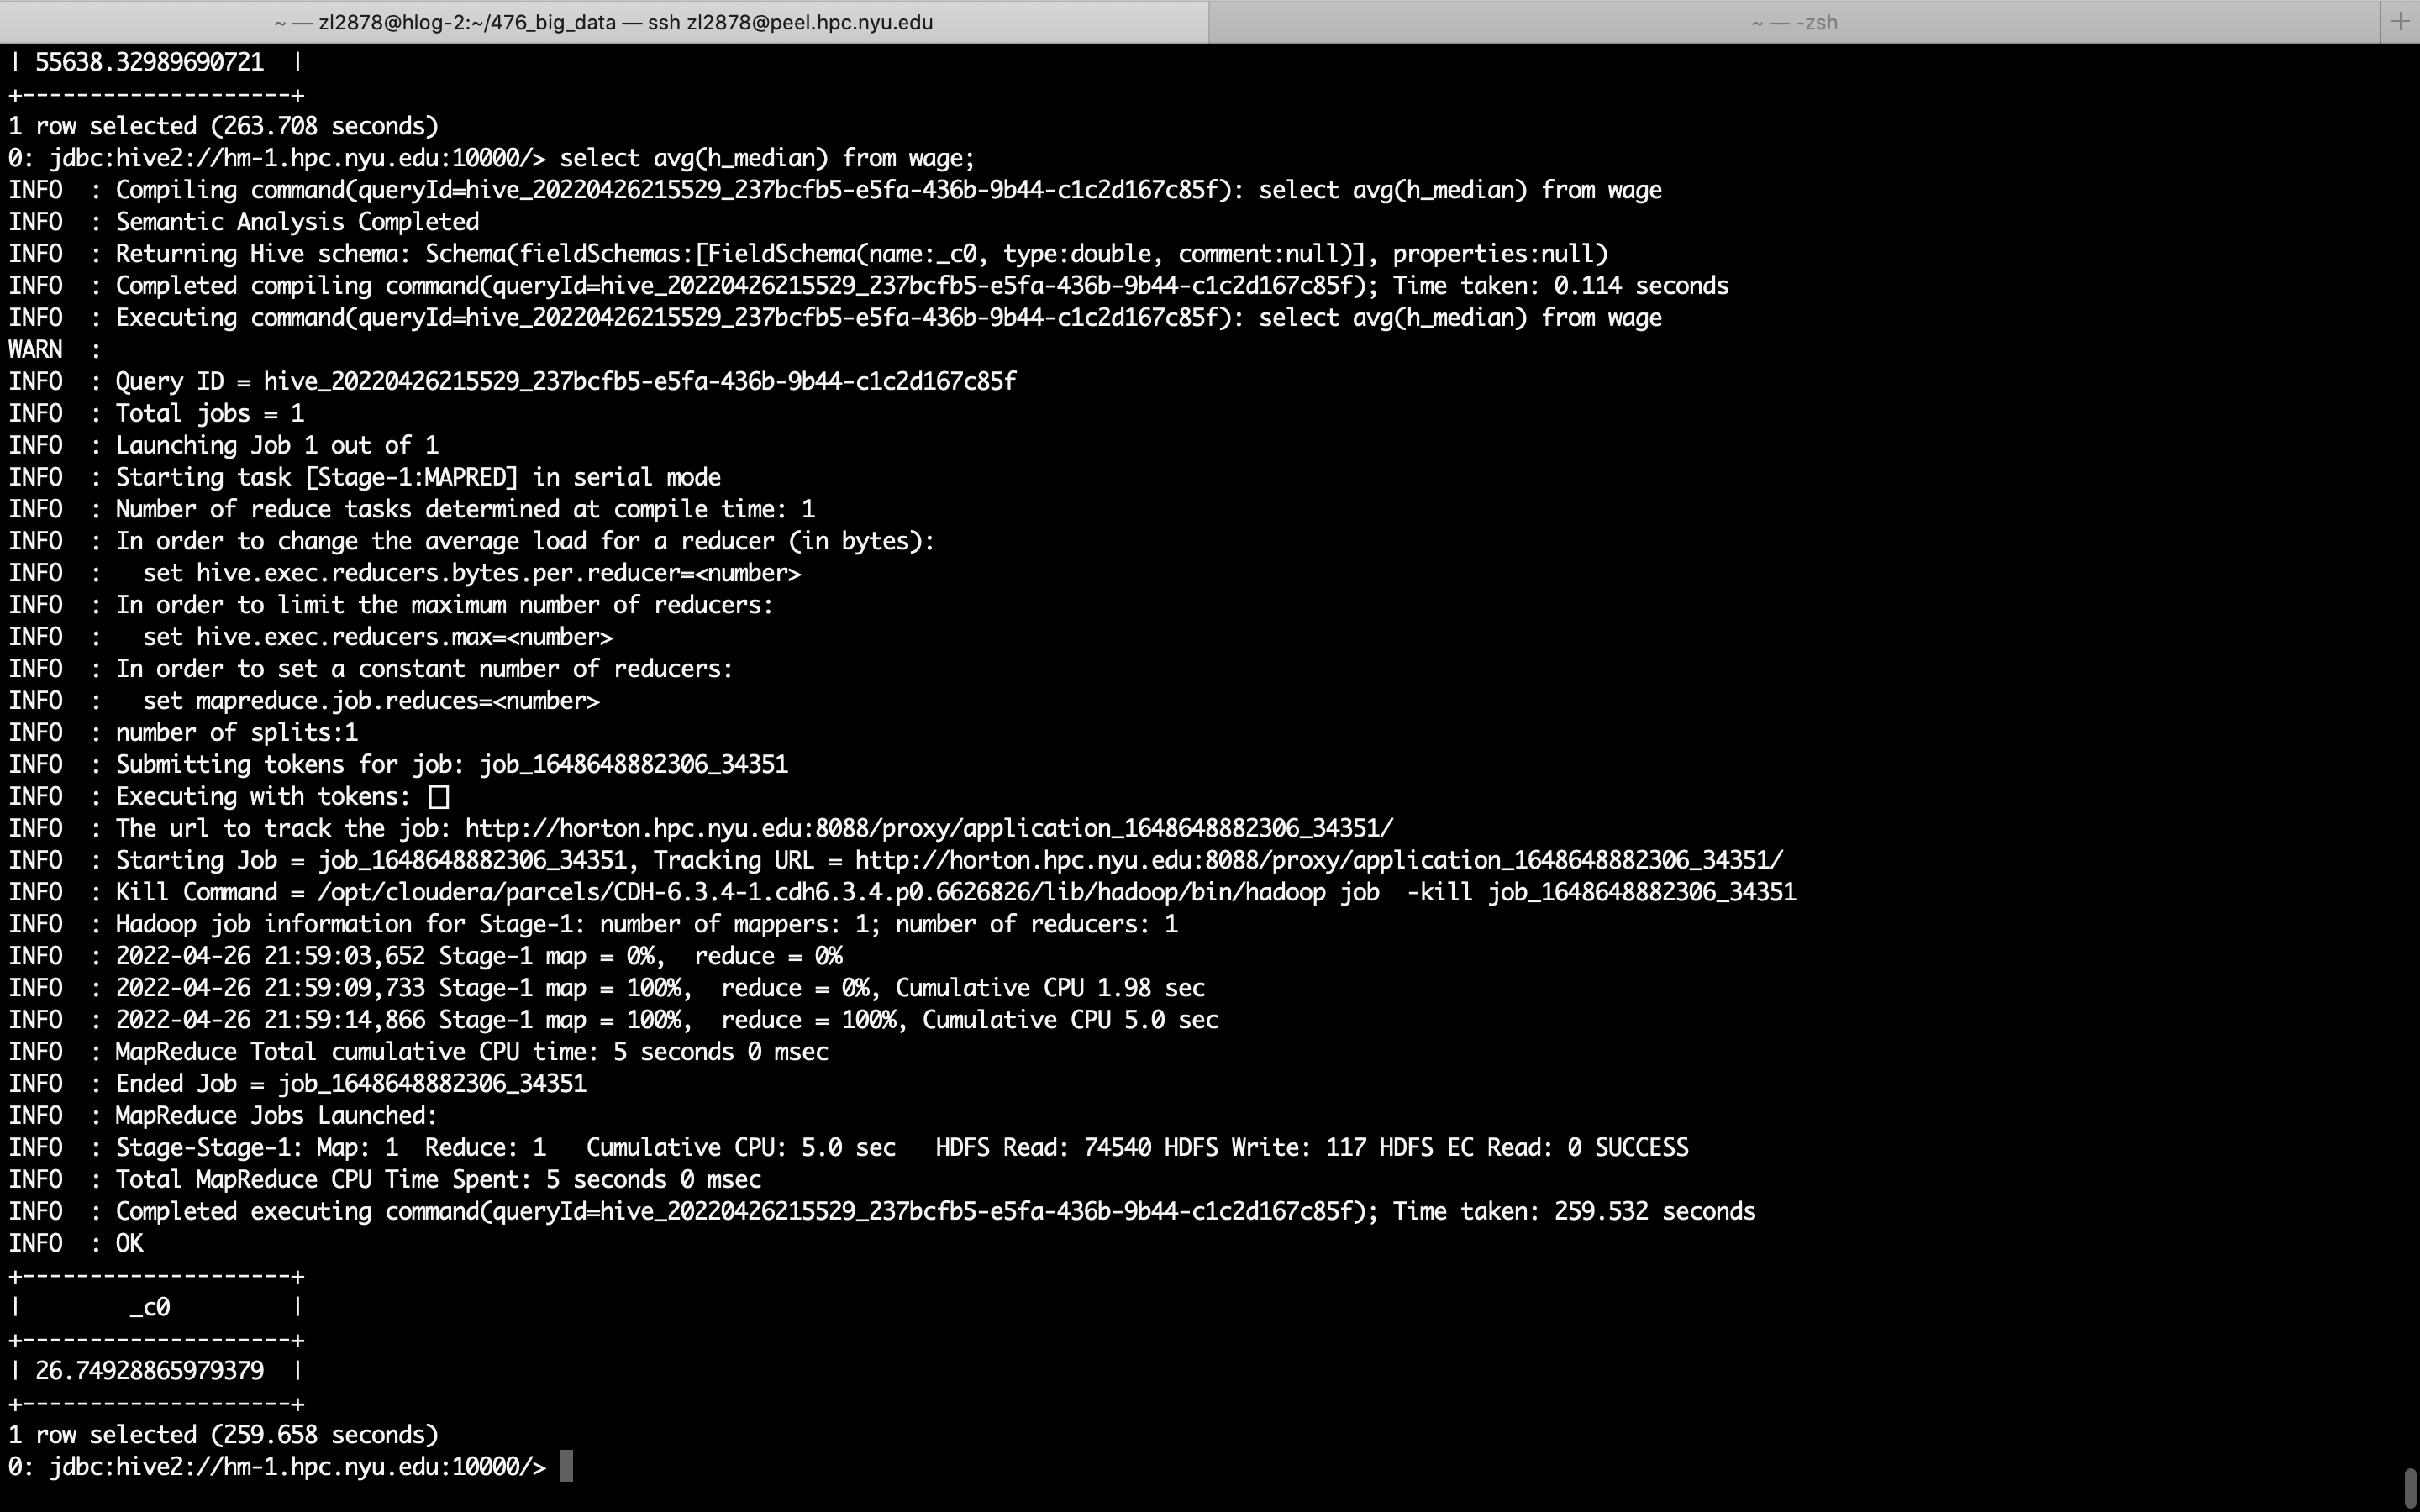 ~ — zl2878@hlog-2:~/476_big_data — ssh zl2878@peel.hpc.nyu.edu
~ — -zsh
+
| 55638.32989690721  |
+--------------------+
1 row selected (263.708 seconds)
0: jdbc:hive2://hm-1.hpc.nyu.edu:10000/> select avg(h_median) from wage;
INFO  : Compiling command(queryId=hive_20220426215529_237bcfb5-e5fa-436b-9b44-c1c2d167c85f): select avg(h_median) from wage
INFO  : Semantic Analysis Completed
INFO  : Returning Hive schema: Schema(fieldSchemas:[FieldSchema(name:_c0, type:double, comment:null)], properties:null)
INFO  : Completed compiling command(queryId=hive_20220426215529_237bcfb5-e5fa-436b-9b44-c1c2d167c85f); Time taken: 0.114 seconds
INFO  : Executing command(queryId=hive_20220426215529_237bcfb5-e5fa-436b-9b44-c1c2d167c85f): select avg(h_median) from wage
WARN  :
INFO  : Query ID = hive_20220426215529_237bcfb5-e5fa-436b-9b44-c1c2d167c85f
INFO  : Total jobs = 1
INFO  : Launching Job 1 out of 1
INFO  : Starting task [Stage-1:MAPRED] in serial mode
INFO  : Number of reduce tasks determined at compile time: 1
INFO  : In order to change the average load for a reducer (in bytes):
INFO  :   set hive.exec.reducers.bytes.per.reducer=<number>
INFO  : In order to limit the maximum number of reducers:
INFO  :   set hive.exec.reducers.max=<number>
INFO  : In order to set a constant number of reducers:
INFO  :   set mapreduce.job.reduces=<number>
INFO  : number of splits:1
INFO  : Submitting tokens for job: job_1648648882306_34351
INFO  : Executing with tokens: []
INFO  : The url to track the job: http://horton.hpc.nyu.edu:8088/proxy/application_1648648882306_34351/
INFO  : Starting Job = job_1648648882306_34351, Tracking URL = http://horton.hpc.nyu.edu:8088/proxy/application_1648648882306_34351/
INFO  : Kill Command = /opt/cloudera/parcels/CDH-6.3.4-1.cdh6.3.4.p0.6626826/lib/hadoop/bin/hadoop job  -kill job_1648648882306_34351
INFO  : Hadoop job information for Stage-1: number of mappers: 1; number of reducers: 1
INFO  : 2022-04-26 21:59:03,652 Stage-1 map = 0%,  reduce = 0%
INFO  : 2022-04-26 21:59:09,733 Stage-1 map = 100%,  reduce = 0%, Cumulative CPU 1.98 sec
INFO  : 2022-04-26 21:59:14,866 Stage-1 map = 100%,  reduce = 100%, Cumulative CPU 5.0 sec
INFO  : MapReduce Total cumulative CPU time: 5 seconds 0 msec
INFO  : Ended Job = job_1648648882306_34351
INFO  : MapReduce Jobs Launched:
INFO  : Stage-Stage-1: Map: 1  Reduce: 1   Cumulative CPU: 5.0 sec   HDFS Read: 74540 HDFS Write: 117 HDFS EC Read: 0 SUCCESS
INFO  : Total MapReduce CPU Time Spent: 5 seconds 0 msec
INFO  : Completed executing command(queryId=hive_20220426215529_237bcfb5-e5fa-436b-9b44-c1c2d167c85f); Time taken: 259.532 seconds
INFO  : OK
+--------------------+
|        _c0         |
+--------------------+
| 26.74928865979379  |
+--------------------+
1 row selected (259.658 seconds)
0: jdbc:hive2://hm-1.hpc.nyu.edu:10000/>